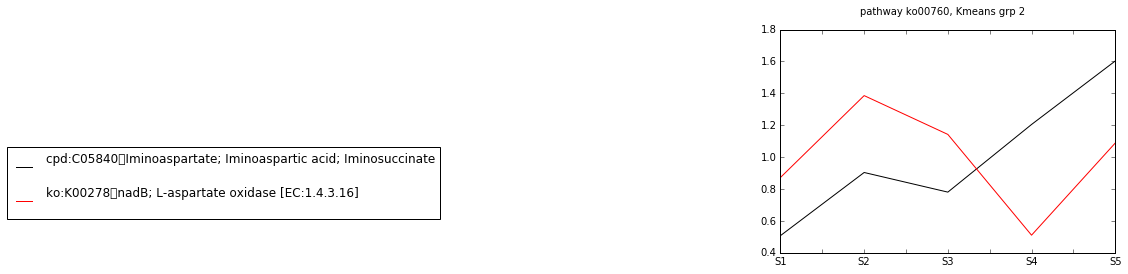 pathway ko00760, Kmeans grp 2
cpd:C05840□Iminoaspartate; Iminoaspartic acid; Iminosuccinate
ko:K00278□nadB; L-aspartate oxidase [EC:1.4.3.16]
1.8
1.6
1.4
1.2
1.0
0.8
0.6
0.4
S1 S2 S3 S4 S5